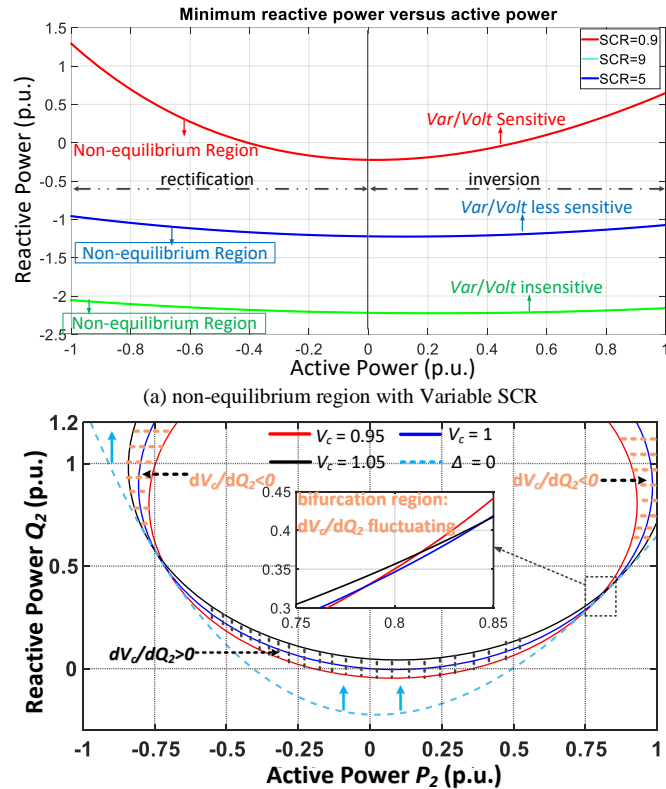 Minimum reactive power versus active power
1.5
1
0.5
0
-0.5
-1
-1.5
-2
-2.5
Reactive Power (p.u.)
SCR=0.9
SCR=9
SCR=5
Var/Volt Sensitive
Non-equilibrium Region
rectification
inversion
Var/Volt less sensitive
Non-equilibrium Region
Var/Volt insensitive
Non-equilibrium Region
-1 -0.8 -0.6 -0.4 -0.2 0 0.2 0.4 0.6 0.8 1
Active Power (p.u.)
(a) non-equilibrium region with Variable SCR
1.2
1
0.5
0
Reactive Power Q2 (p.u.)
Vc = 0.95
Vc = 1
Vc = 1.05
Δ = 0
dVc/dQ2<0
dVc/dQ2<0
0.45
0.4
0.35
0.3
bifurcation region:
dVc/dQ2 fluctuating
0.75 0.8 0.85
dVc/dQ2>0
-1 -0.75 -0.5 -0.25 0 0.25 0.5 0.75 1
Active Power P2 (p.u.)